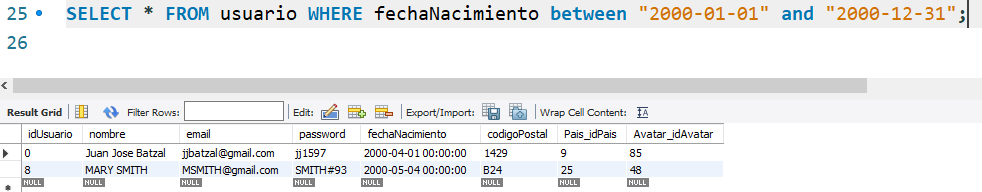 25 SELECT * FROM usuario WHERE fechaNacimiento between "2000-01-01" and "2000-12-31";
26
Result Grid Filter Rows: Edit: Export/Import: Wrap Cell Content:
idUsuario nombre email password fechaNacimiento codigoPostal Pais_idPais Avatar_idAvatar
0 Juan Jose Batzal jjbatzal@gmail.com jj1597 2000-04-01 00:00:00 1429 9 85
8 MARY SMITH MSMITH@gmail.com SMITH#93 2000-05-04 00:00:00 B24 25 48
NULL NULL NULL NULL NULL NULL NULL NULL